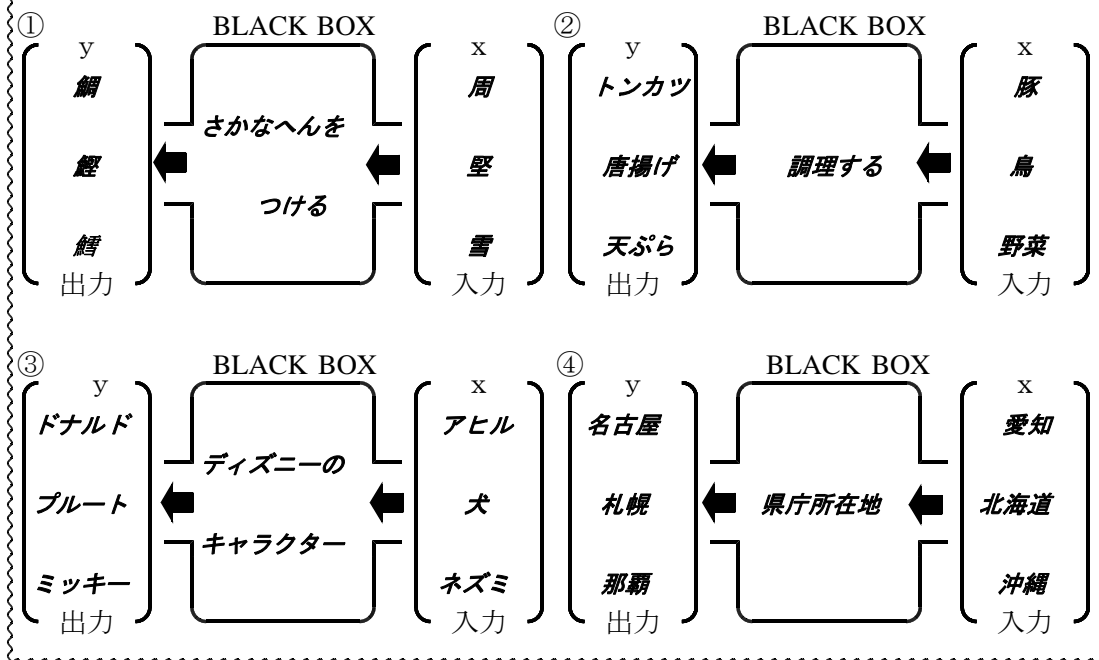 ① BLACK BOX
y x
鯛 周
さかなへんを
鰹 堅
つける
鱈 雪
出力 入力
② BLACK BOX
y x
トンカツ 豚
唐揚げ 調理する 鳥
天ぷら 野菜
出力 入力
③ BLACK BOX
y x
ドナルド アヒル
ディズニーの
プルート 犬
キャラクター
ミッキー ネズミ
出力 入力
④ BLACK BOX
y x
名古屋 愛知
札幌 県庁所在地 北海道
那覇 沖縄
出力 入力